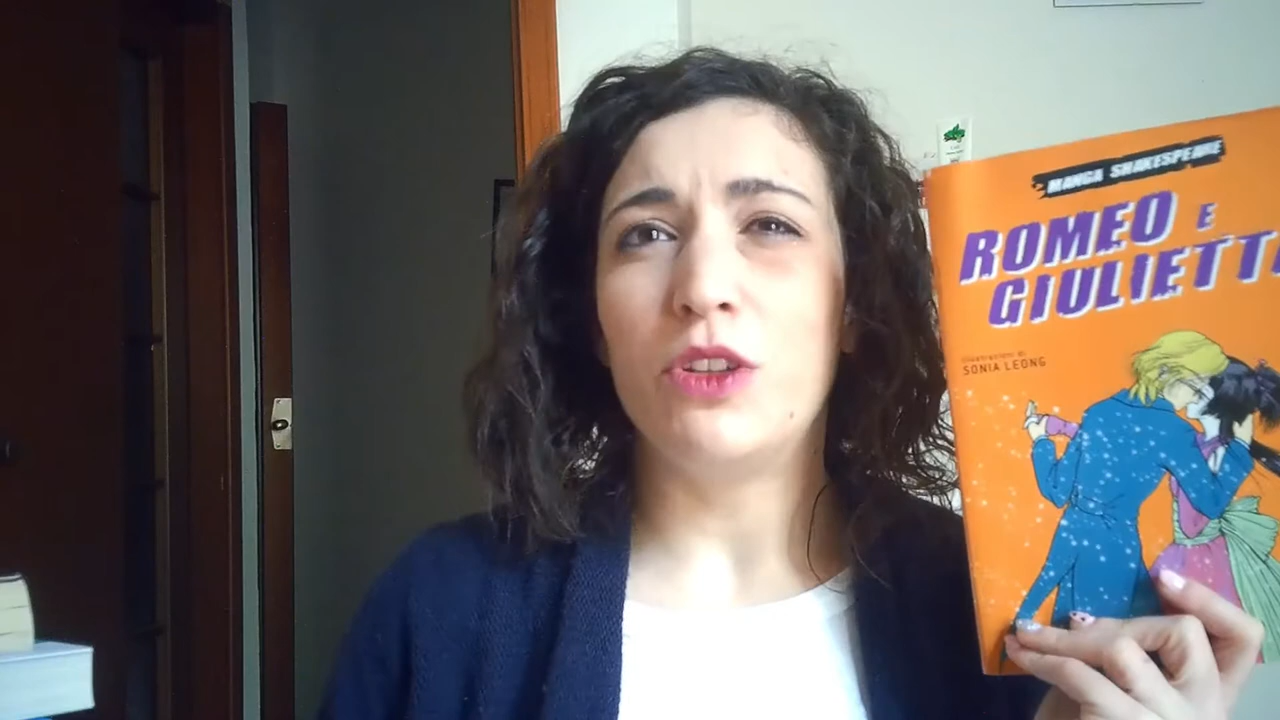 MANGA SHAKESPEARE
ROMEO E
GIULIETT
illustrazioni di
SONIA LEONG